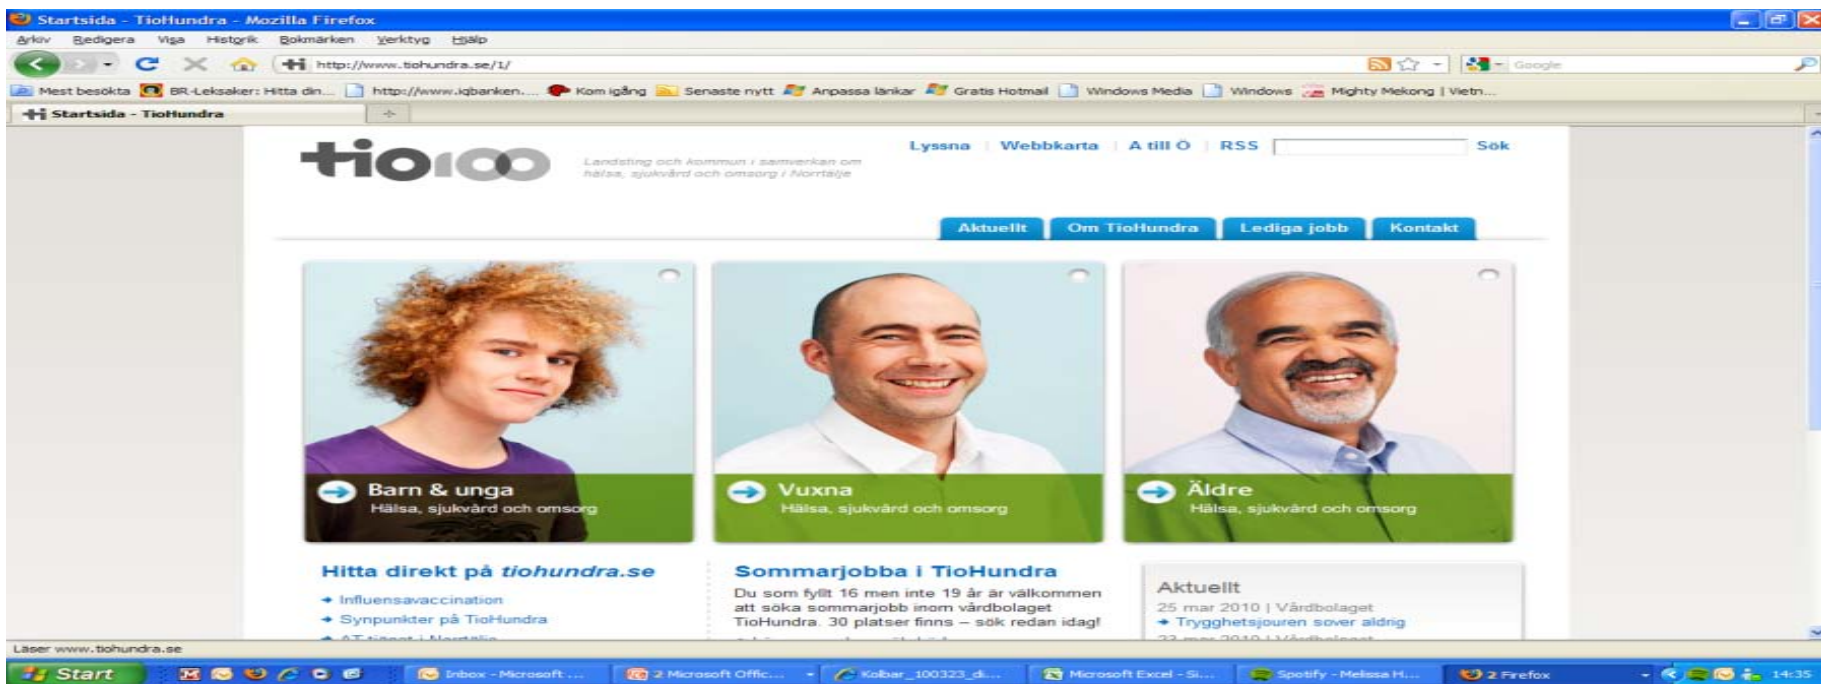 Startsida - TioHundra - Mozilla Firefox
Arkiv Redigera Visa Historik Bokmärken Verktyg Hjälp
http://www.tiohundra.se/1/ Google
Mest besökta BR-Leksaker: Hitta din... http://www.iqbanken.... Kom igång Senaste nytt Anpassa länkar Gratis Hotmail Windows Media Windows Mighty Mekong | Vietn...
Startsida - TioHundra
Lyssna Webbkarta A till Ö RSS Sök
tio100
Landsting och kommun i samverkan om
hälsa, sjukvård och omsorg i Norrtälje
Aktuellt Om TioHundra Lediga jobb Kontakt
Barn & unga
Hälsa, sjukvård och omsorg
Vuxna
Hälsa, sjukvård och omsorg
Äldre
Hälsa, sjukvård och omsorg
Hitta direkt på tiohundra.se
Influensavaccination
Synpunkter på TioHundra
Sommarjobba i TioHundra
Du som fyllt 16 men inte 19 år är välkommen
att söka sommarjobb inom vårdbolaget
TioHundra. 30 platser finns – sök redan idag!
Aktuellt
25 mar 2010 | Vårdbolaget
Trygghetsjouren sover aldrig
23 mar 2010 | Vårdbolaget
Läser www.tiohundra.se
Start Inbox - Microsoft ... 2 Microsoft Offic... Kolbar_100323_di... Microsoft Excel - Si... Spotify - Melissa H... 2 Firefox 14:35